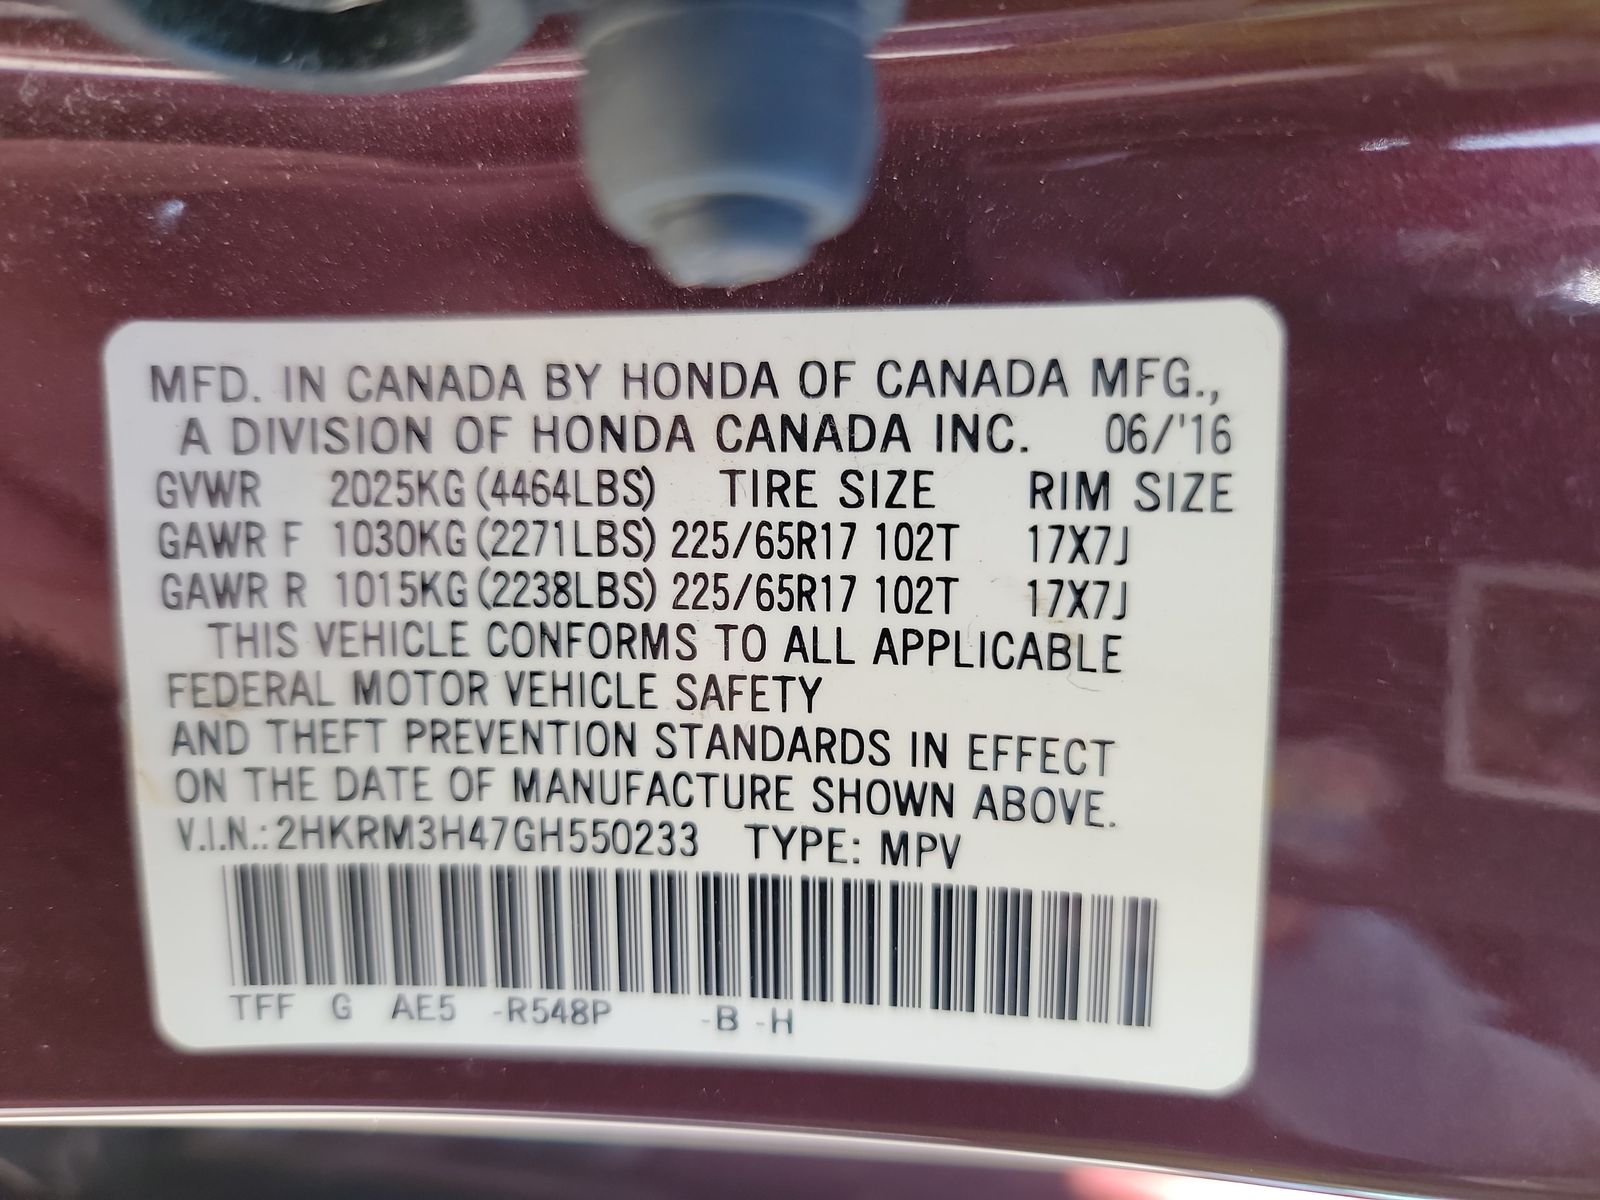 MFD. IN CANADA BY HONDA OF CANADA MFG.,
A DIVISION OF HONDA CANADA INC. 06/'16
GVWR 2025KG (4464LBS) TIRE SIZE RIM SIZE
GAWR F 1030KG (2271LBS) 225/65R17 102T 17X7J
GAWR R 1015KG (2238LBS) 225/65R17 102T 17X7J
THIS VEHICLE CONFORMS TO ALL APPLICABLE
FEDERAL MOTOR VEHICLE SAFETY
AND THEFT PREVENTION STANDARDS IN EFFECT
ON THE DATE OF MANUFACTURE SHOWN ABOVE.
V.I.N.: 2HKRM3H47GH550233 TYPE: MPV
TFF G AE5 -R548P -B -H